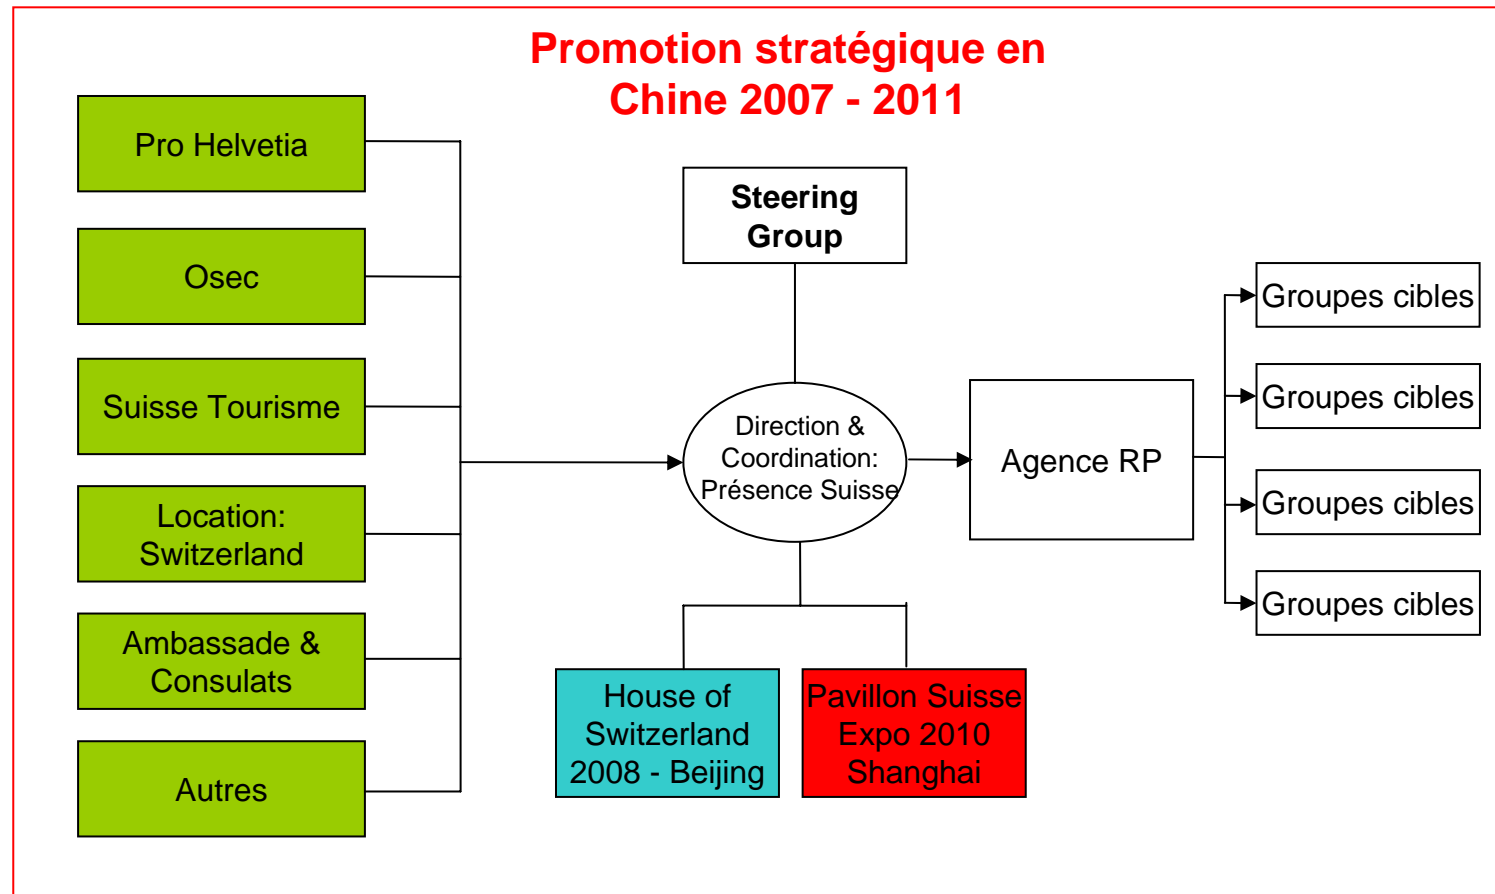 Promotion stratégique en
Chine 2007 - 2011
Pro Helvetia
Osec
Suisse Tourisme
Location:
Switzerland
Ambassade &
Consulats
Autres
Steering
Group
Direction &
Coordination:
Présence Suisse
House of
Switzerland
2008 - Beijing
Pavillon Suisse
Expo 2010
Shanghai
Agence RP
Groupes cibles
Groupes cibles
Groupes cibles
Groupes cibles